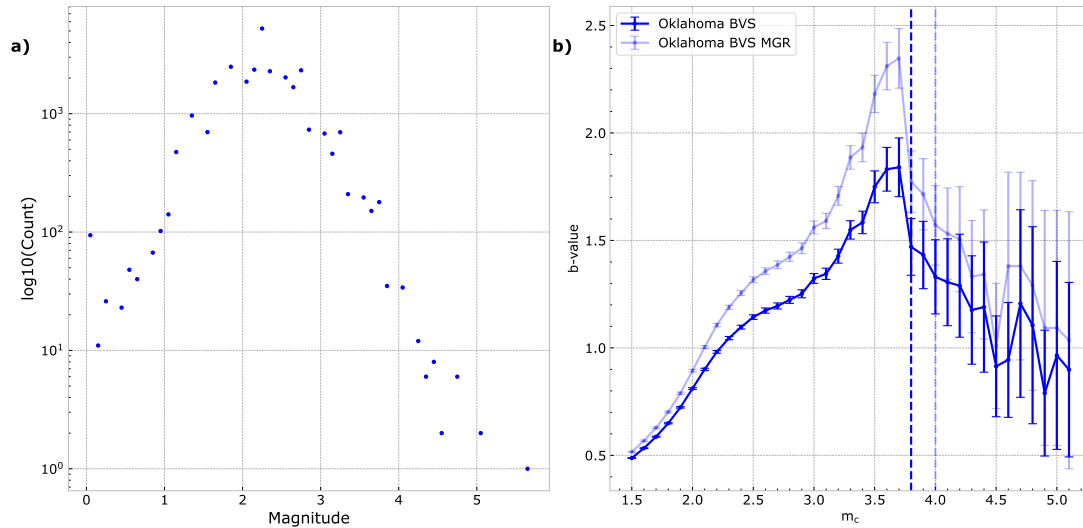 a)
log10(Count)
10³
10²
10¹
10⁰
0 1 2 3 4 5
Magnitude
b)
Oklahoma BVS
Oklahoma BVS MGR
b-value
2.5
2.0
1.5
1.0
0.5
1.5 2.0 2.5 3.0 3.5 4.0 4.5 5.0
m_c